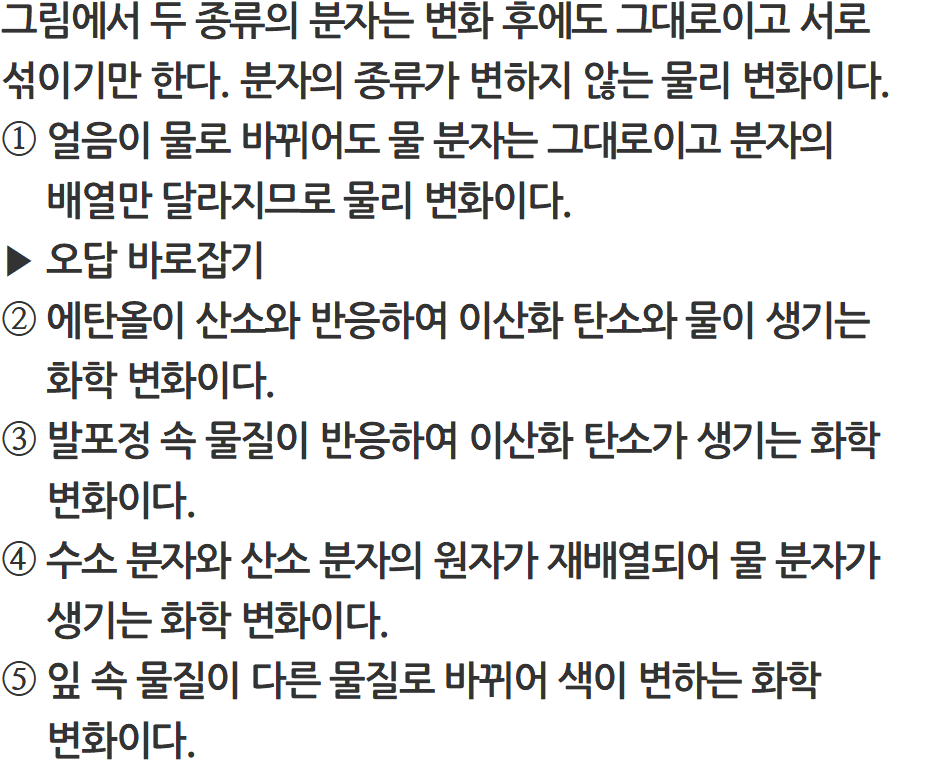 그림에서 두 종류의 분자는 변화 후에도 그대로이고 서로
섞이기만 한다. 분자의 종류가 변하지 않는 물리 변화이다.
① 얼음이 물로 바뀌어도 물 분자는 그대로이고 분자의
배열만 달라지므로 물리 변화이다.
▶ 오답 바로잡기
② 에탄올이 산소와 반응하여 이산화 탄소와 물이 생기는
화학 변화이다.
③ 발포정 속 물질이 반응하여 이산화 탄소가 생기는 화학
변화이다.
④ 수소 분자와 산소 분자의 원자가 재배열되어 물 분자가
생기는 화학 변화이다.
⑤ 잎 속 물질이 다른 물질로 바뀌어 색이 변하는 화학
변화이다.